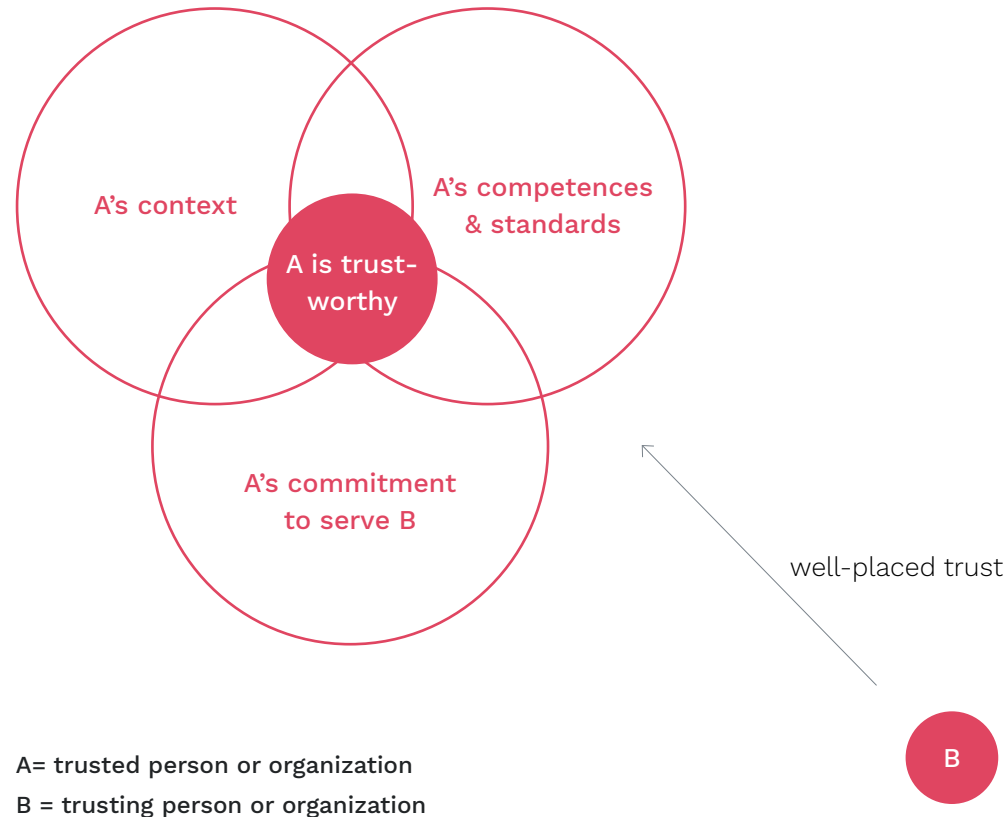 A’s context
A’s competences
& standards
A is trust-
worthy
A’s commitment
to serve B
well-placed trust
B
A= trusted person or organization
B = trusting person or organization